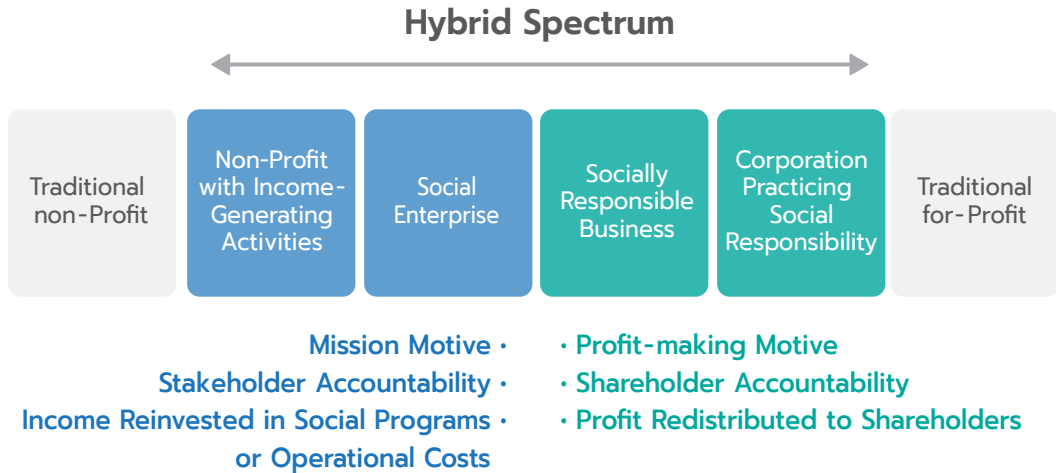 Hybrid Spectrum
Traditional
non-Profit
Non-Profit
with Income-
Generating
Activities
Social
Enterprise
Socially
Responsible
Business
Corporation
Practicing
Social
Responsibility
Traditional
for-Profit
Mission Motive •
Stakeholder Accountability •
Income Reinvested in Social Programs •
or Operational Costs
• Profit-making Motive
• Shareholder Accountability
• Profit Redistributed to Shareholders